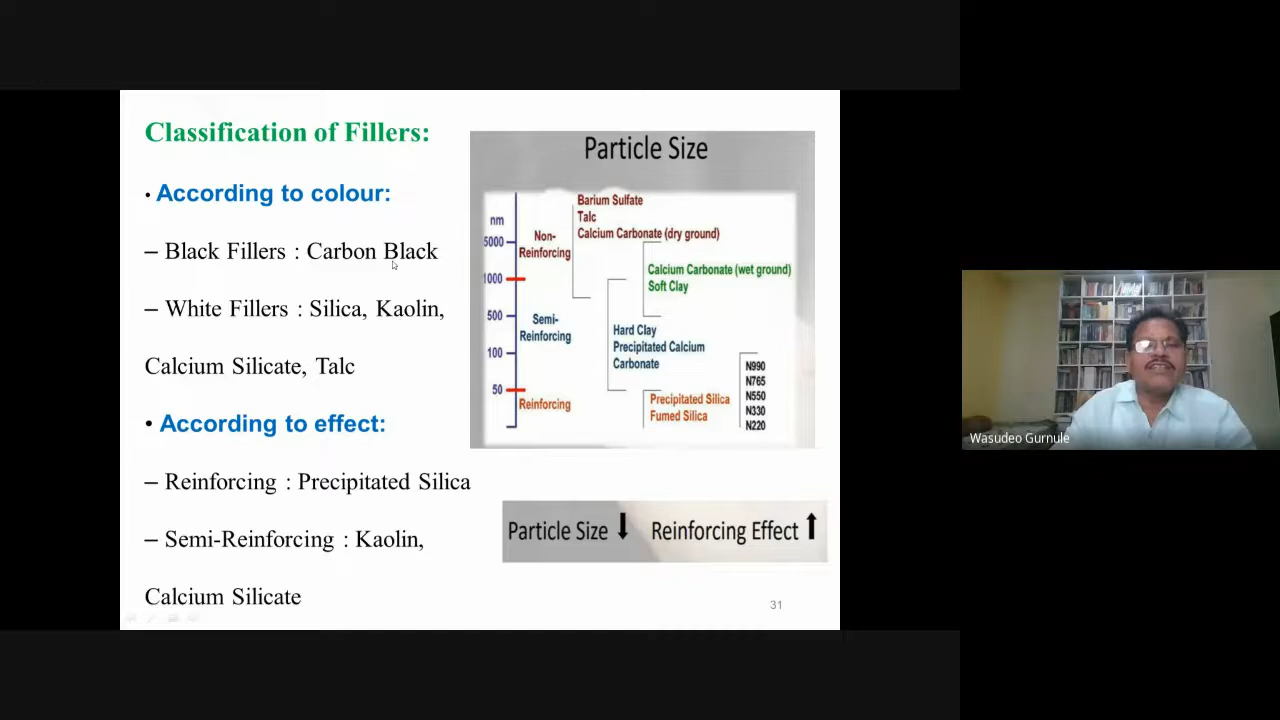 Classification of Fillers:
• According to colour:
– Black Fillers : Carbon Black
– White Fillers : Silica, Kaolin,
Calcium Silicate, Talc
• According to effect:
– Reinforcing : Precipitated Silica
– Semi-Reinforcing : Kaolin,
Calcium Silicate
Particle Size
nm
5000
1000
500
100
50
Non-
Reinforcing
Semi-
Reinforcing
Reinforcing
Barium Sulfate
Talc
Calcium Carbonate (dry ground)
Calcium Carbonate (wet ground)
Soft Clay
Hard Clay
Precipitated Calcium
Carbonate
Precipitated Silica
Fumed Silica
N990
N765
N550
N330
N220
Particle Size ↓ Reinforcing Effect ↑
31
Wasudeo Gurnule